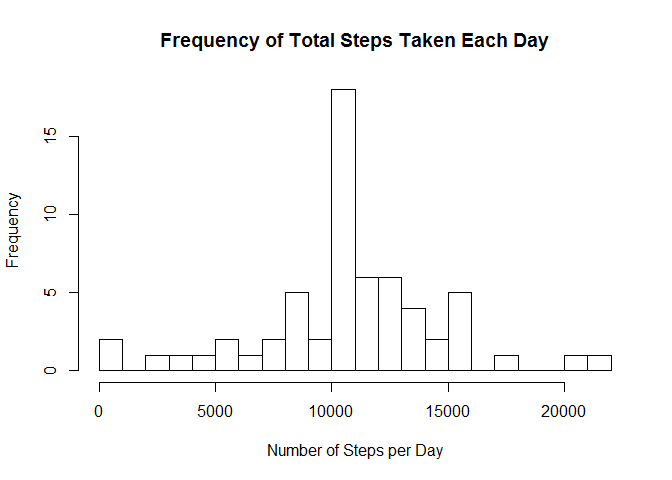 Frequency of Total Steps Taken Each Day
Frequency
15
10
5
0
0 5000 10000 15000 20000
Number of Steps per Day